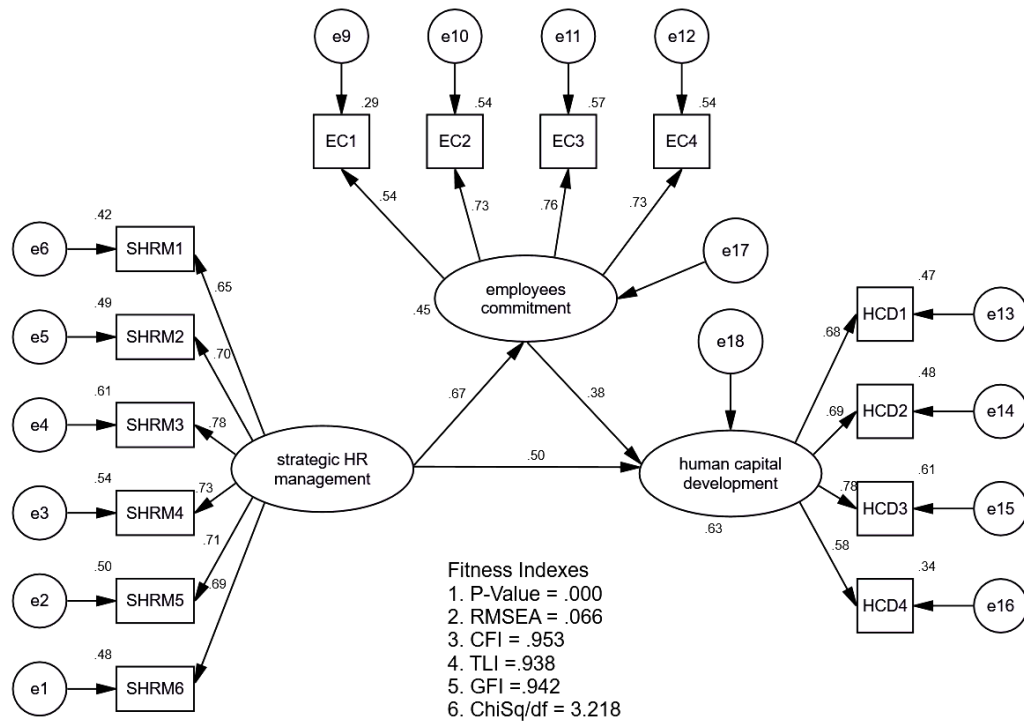 e9
e10
e11
e12
.29
.54
.57
.54
EC1
EC2
EC3
EC4
.54
.73
.76
.73
.42
e6
SHRM1
.65
.49
e5
SHRM2
.70
.61
e4
SHRM3
.78
.54
e3
SHRM4
.73
.50
e2
SHRM5
.71
.48
e1
SHRM6
.69
strategic HR
management
employees
commitment
.45
e17
e18
.67
.38
.50
human capital
development
.63
.47
HCD1
e13
.68
.48
HCD2
e14
.69
.61
HCD3
e15
.78
.34
HCD4
e16
.58
Fitness Indexes
1. P-Value = .000
2. RMSEA = .066
3. CFI = .953
4. TLI =.938
5. GFI =.942
6. ChiSq/df = 3.218